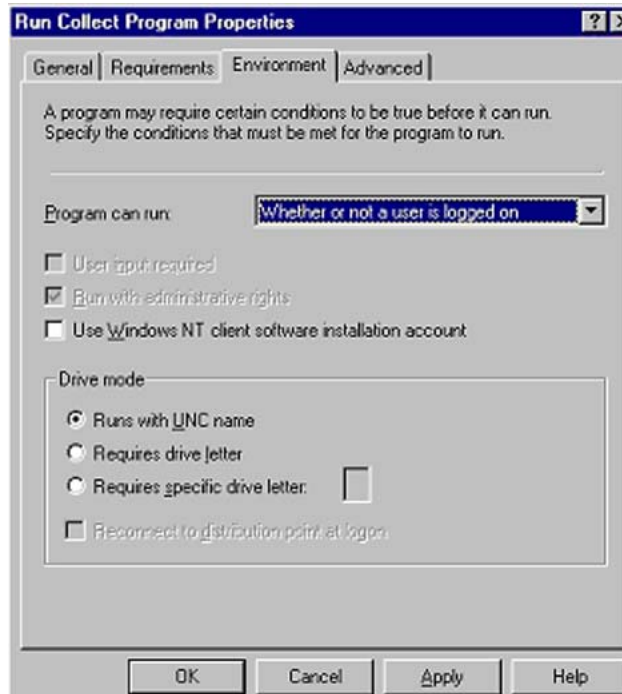 Run Collect Program Properties
General Requirements Environment Advanced
A program may require certain conditions to be true before it can run.
Specify the conditions that must be met for the program to run.
Program can run: Whether or not a user is logged on
User input required
Run with administrative rights
Use Windows NT client software installation account
Drive mode
Runs with UNC name
Requires drive letter
Requires specific drive letter:
Reconnect to distribution point at logon
OK Cancel Apply Help